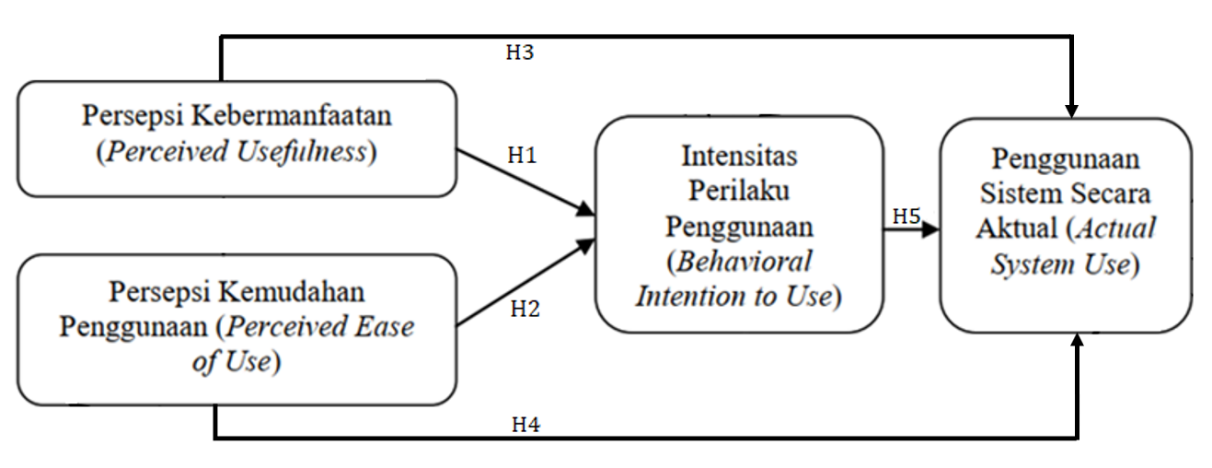 H3
Persepsi Kebermanfaatan
(Perceived Usefulness)
H1
Intensitas
Perilaku
Penggunaan
(Behavioral
Intention to Use)
H5
Penggunaan
Sistem Secara
Aktual (Actual
System Use)
Persepsi Kemudahan
Penggunaan (Perceived Ease
of Use)
H2
H4